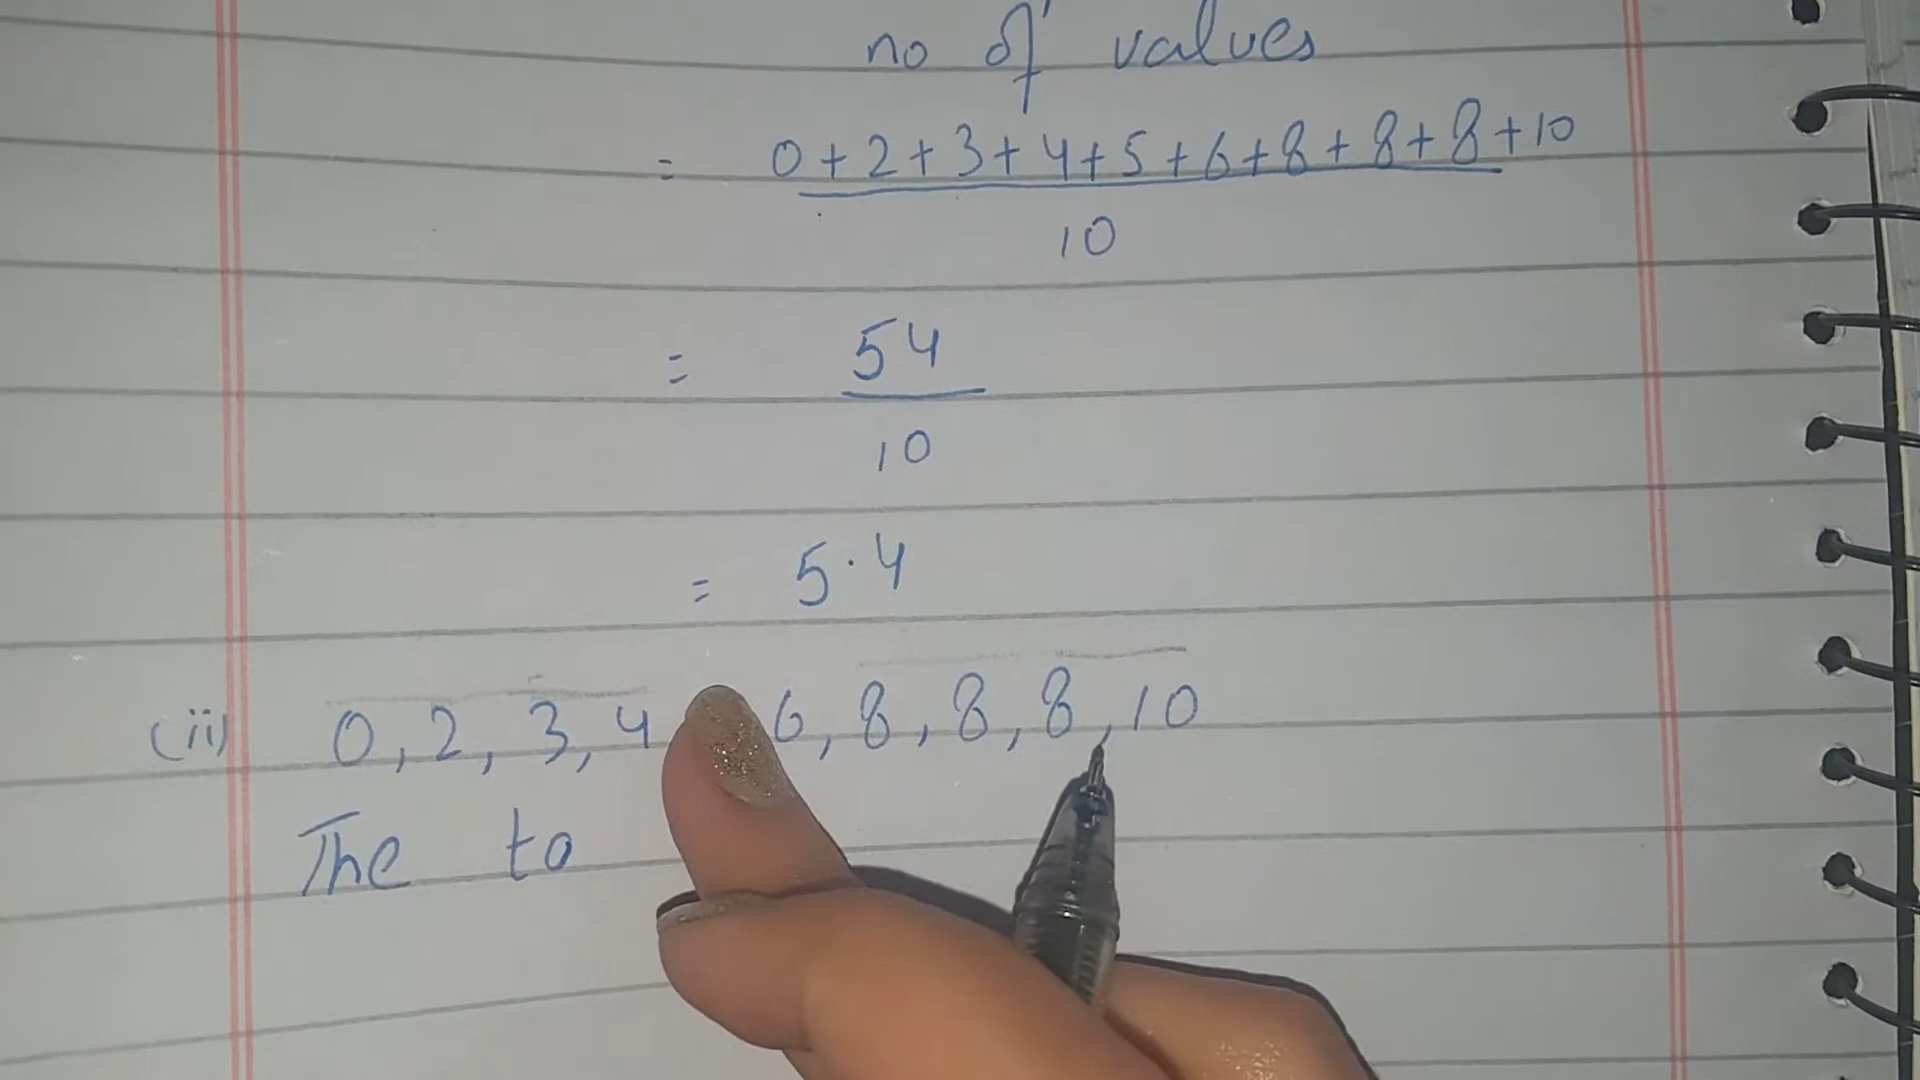 no of values
= 0 + 2 + 3 + 4 + 5 + 6 + 8 + 8 + 8 + 10
10
= 54
10
= 5.4
(ii) 0, 2, 3, 4 6, 8, 8, 8, 10
The to